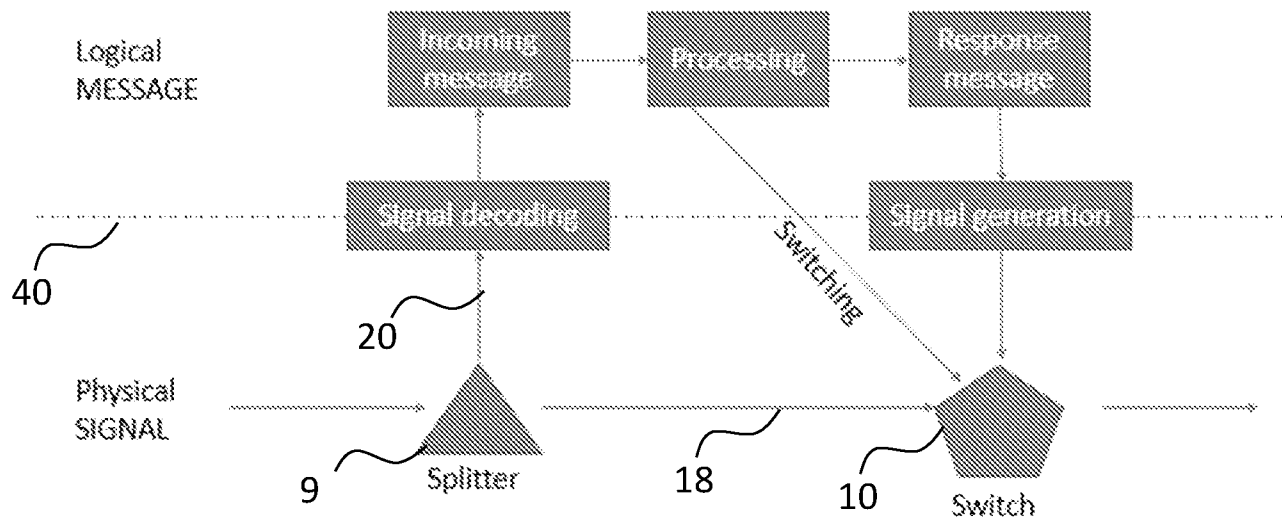 Logical
MESSAGE
Incoming
message
Processing
Response
message
Signal decoding
Signal generation
Switching
40
20
Physical
SIGNAL
9
Splitter
18
10
Switch